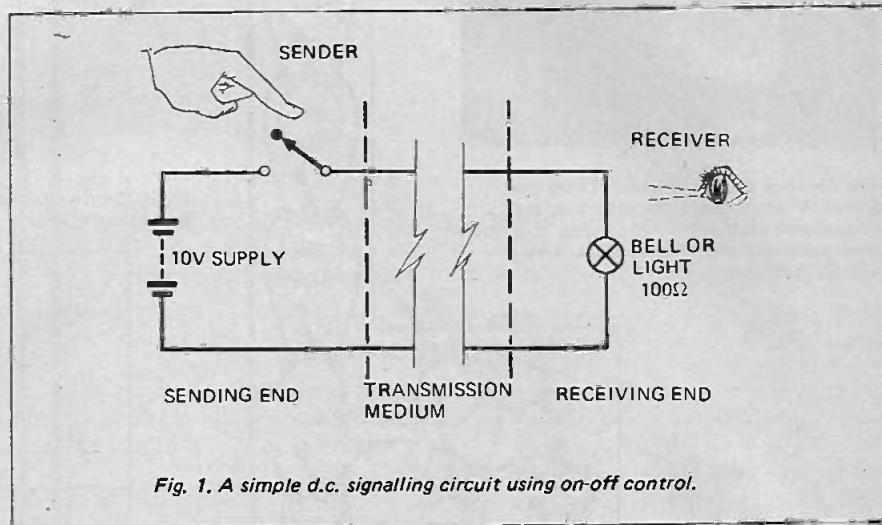 SENDER
RECEIVER
10V SUPPLY
BELL OR
LIGHT
100Ω
SENDING END
TRANSMISSION
MEDIUM
RECEIVING END
Fig. 1. A simple d.c. signalling circuit using on-off control.